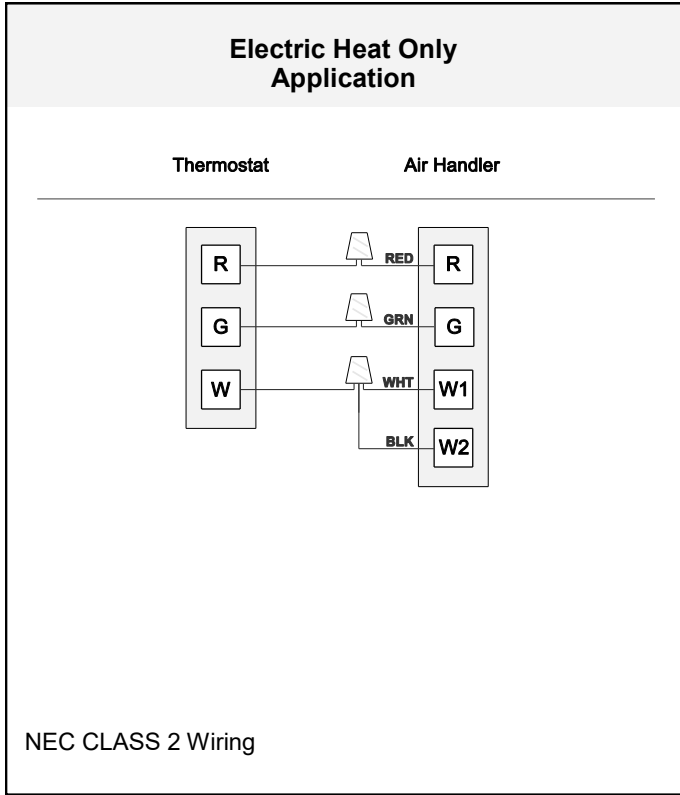 Electric Heat Only
Application
Thermostat Air Handler
R RED R
G GRN G
W WHT W1
BLK W2
NEC CLASS 2 Wiring